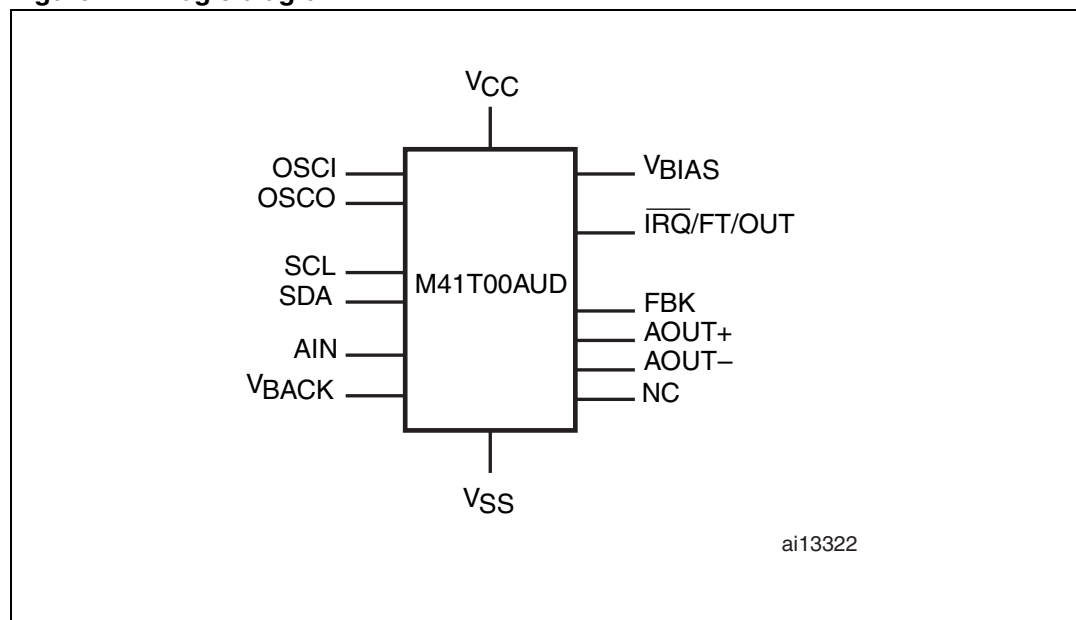 VCC
OSCI
OSCO
SCL
SDA
AIN
VBACK
M41T00AUD
VBIAS
IRQ/FT/OUT
FBK
AOUT+
AOUT–
NC
VSS
ai13322